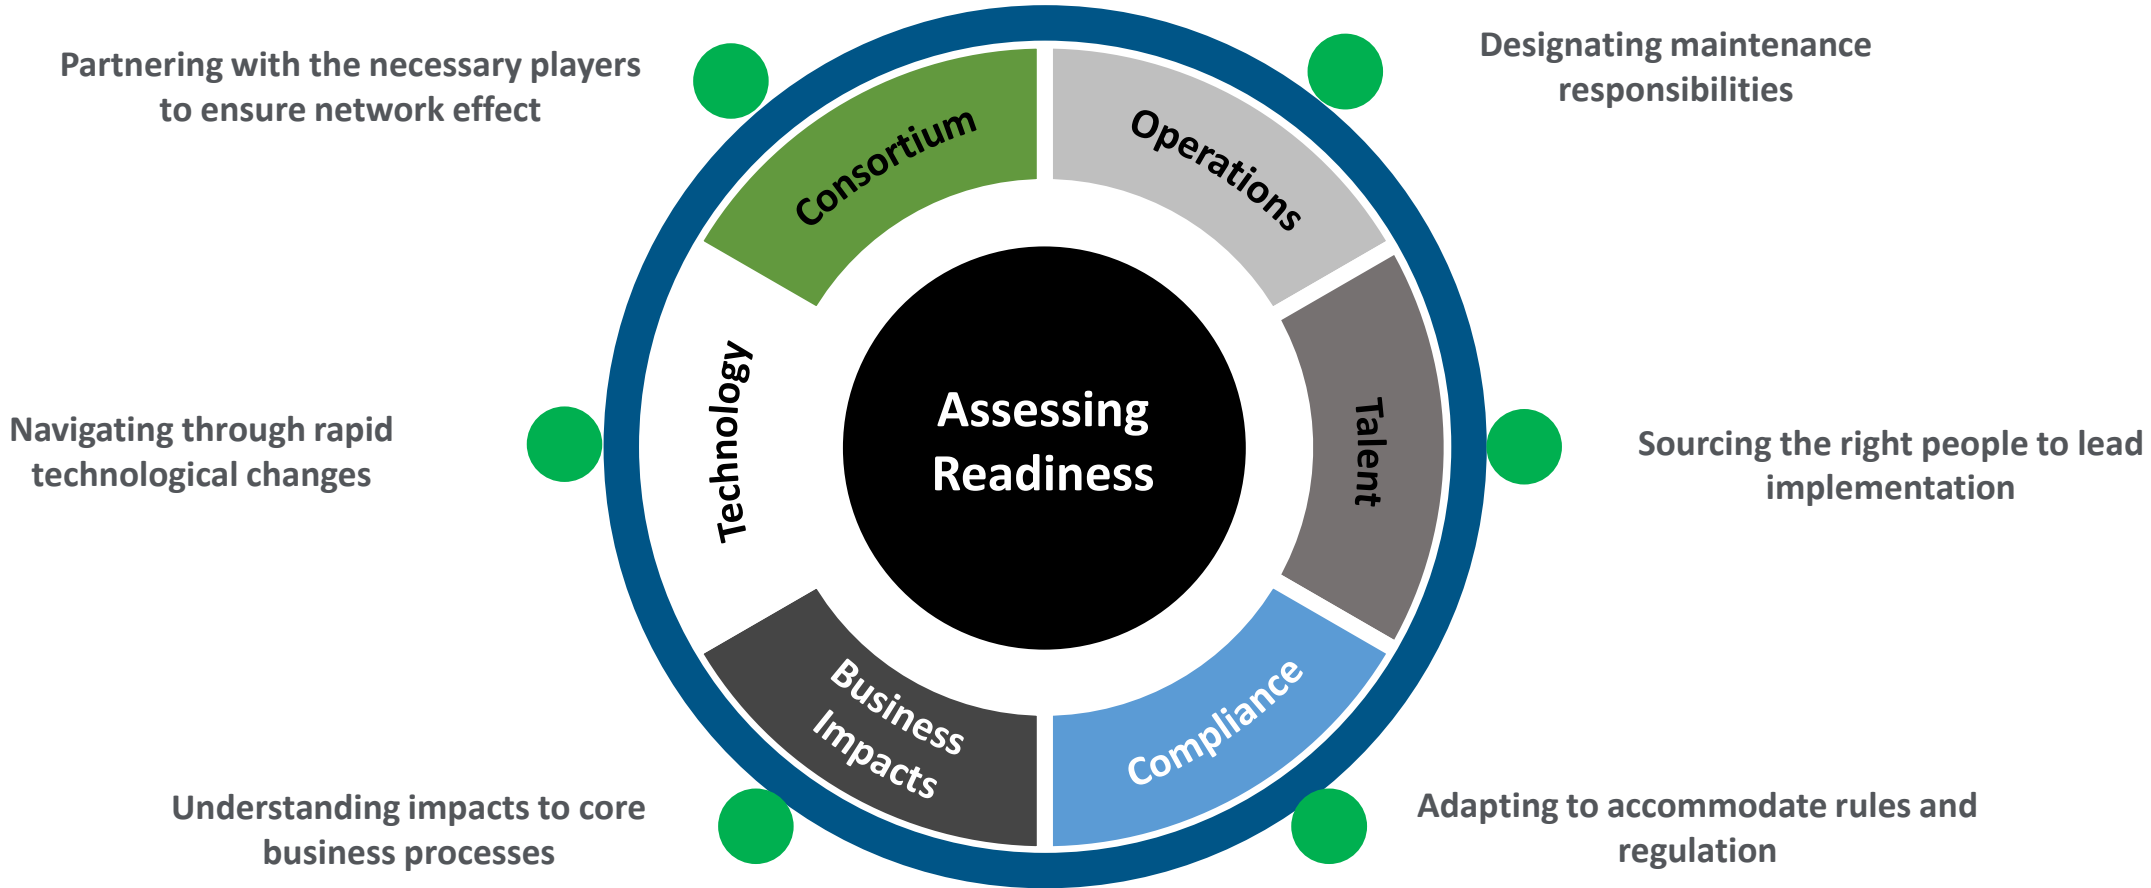 Partnering with the necessary players
to ensure network effect
Designating maintenance
responsibilities
Consortium
Operations
Technology
Assessing
Readiness
Talent
Navigating through rapid
technological changes
Sourcing the right people to lead
implementation
Business
Impacts
Compliance
Understanding impacts to core
business processes
Adapting to accommodate rules and
regulation